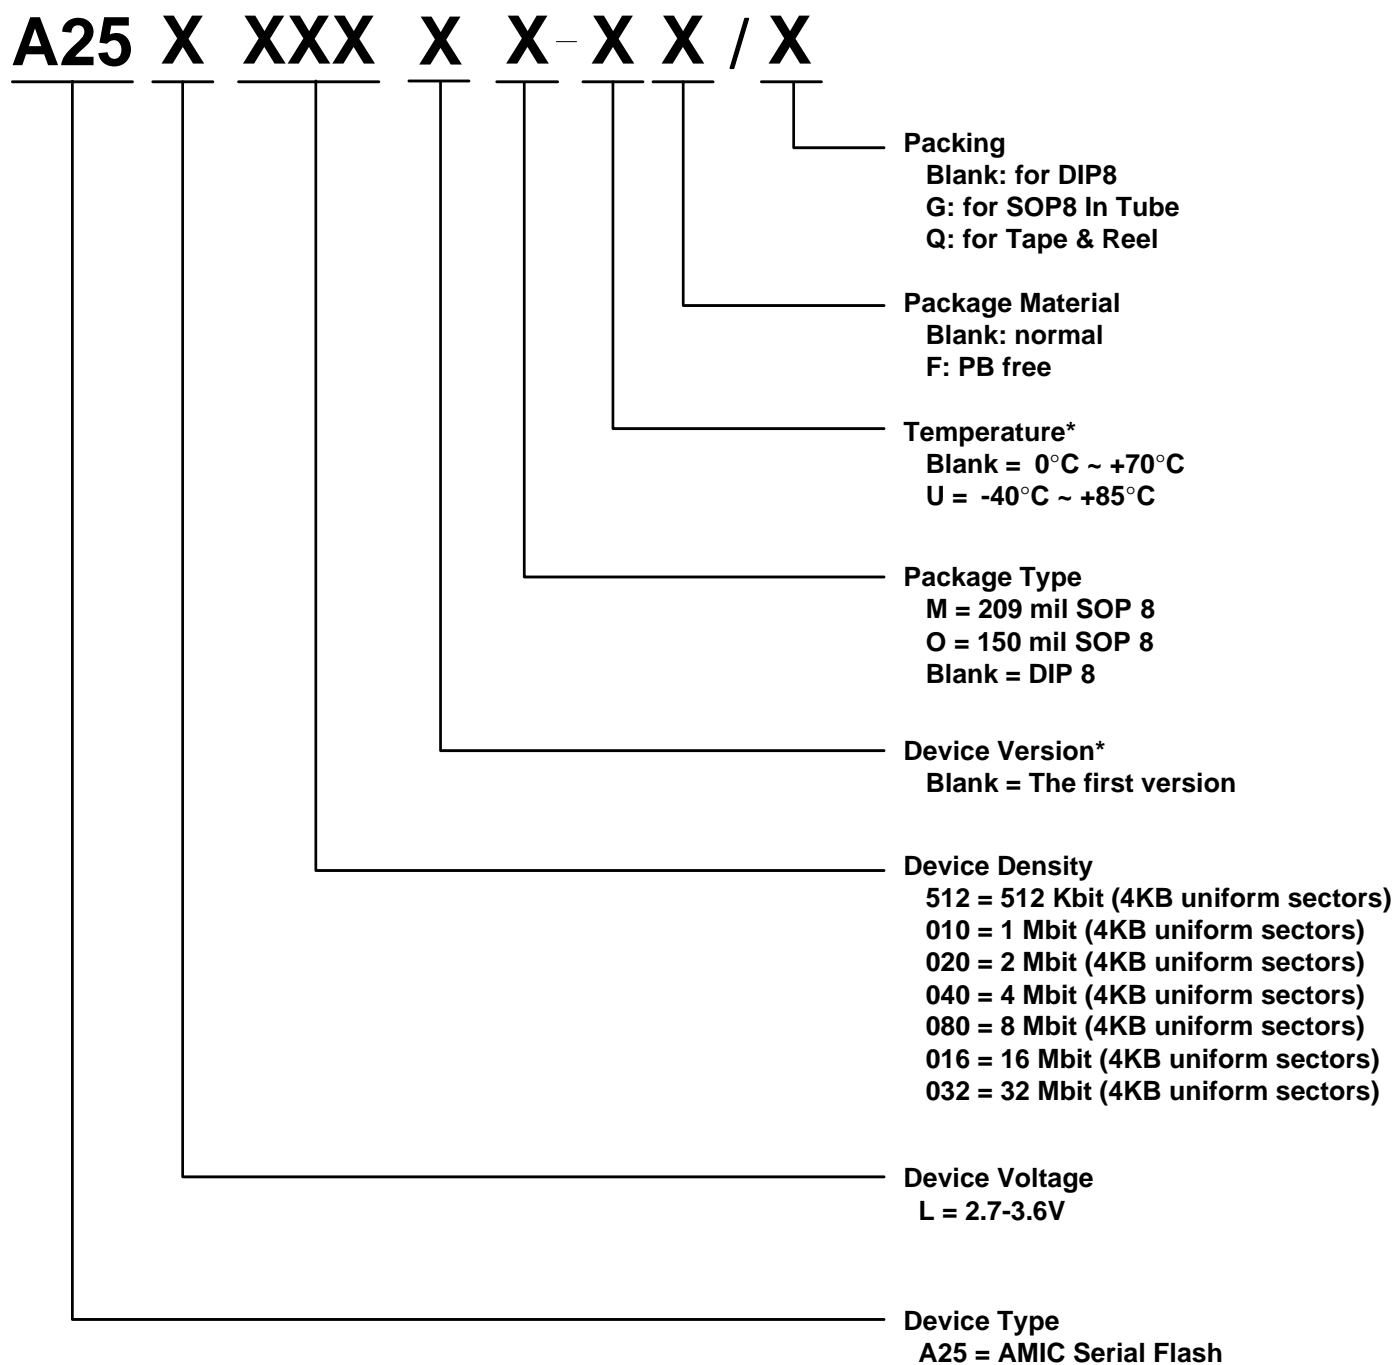 A25 X XXX X X - X X / X
Packing
Blank: for DIP8
G: for SOP8 In Tube
Q: for Tape & Reel
Package Material
Blank: normal
F: PB free
Temperature*
Blank = 0°C ~ +70°C
U = -40°C ~ +85°C
Package Type
M = 209 mil SOP 8
O = 150 mil SOP 8
Blank = DIP 8
Device Version*
Blank = The first version
Device Density
512 = 512 Kbit (4KB uniform sectors)
010 = 1 Mbit (4KB uniform sectors)
020 = 2 Mbit (4KB uniform sectors)
040 = 4 Mbit (4KB uniform sectors)
080 = 8 Mbit (4KB uniform sectors)
016 = 16 Mbit (4KB uniform sectors)
032 = 32 Mbit (4KB uniform sectors)
Device Voltage
L = 2.7-3.6V
Device Type
A25 = AMIC Serial Flash